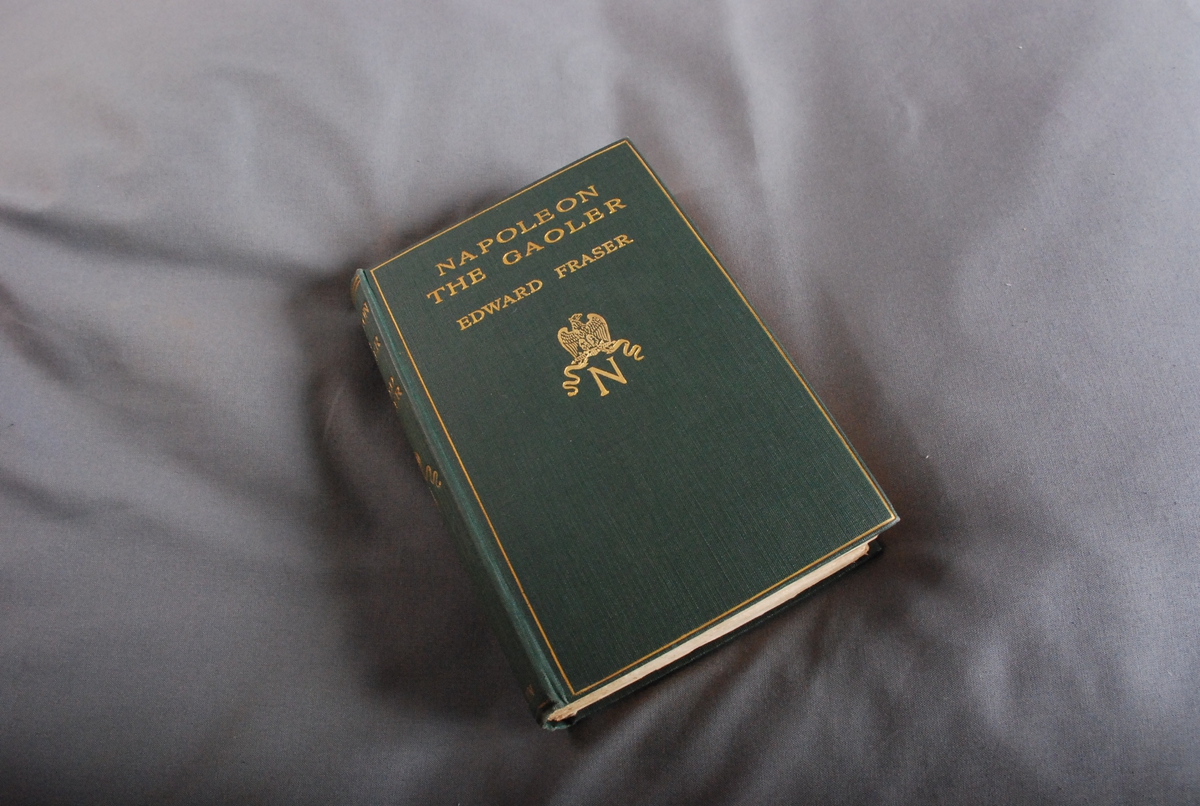 NAPOLEON
THE GAOLER
EDWARD FRASER
N